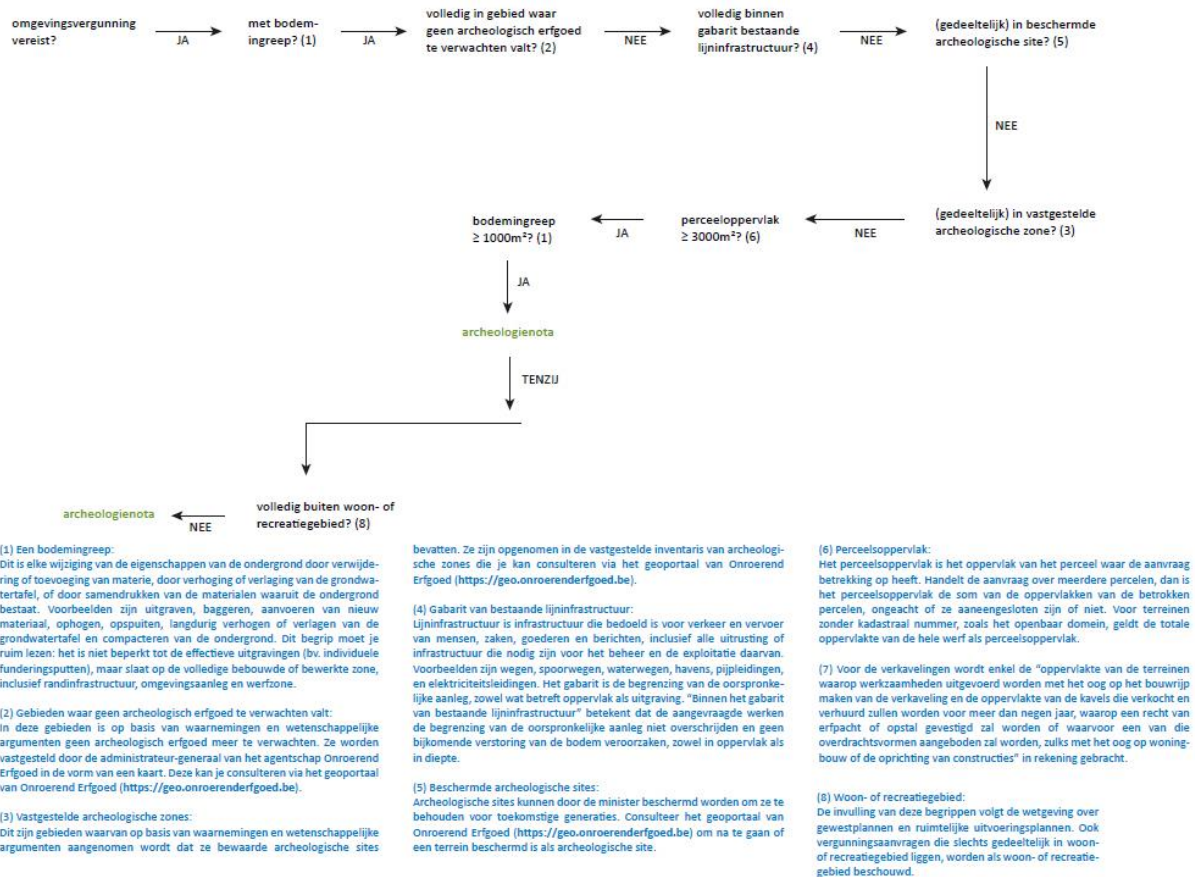 omgevingsvergunning
vereist?
JA
met bodem-
ingreep? (1)
JA
volledig in gebied waar
geen archeologisch erfgoed
te verwachten valt? (2)
NEE
volledig binnen
gabarit bestaande
lijninfrastructuur? (4)
NEE
(gedeeltelijk) in beschermde
archeologische site? (5)
NEE
(gedeeltelijk) in vastgestelde
archeologische zone? (3)
NEE
perceeloppervlak
≥ 3000m²? (6)
JA
bodemingreep
≥ 1000m²? (1)
JA
archeologienota
TENZIJ
volledig buiten woon- of
recreatiegebied? (8)
NEE
archeologienota
(1) Een bodemingreep:
Dit is elke wijziging van de eigenschappen van de ondergrond door verwijde-
ring of toevoeging van materie, door verhoging of verlaging van de grondwa-
tertafel, of door samendrukken van de materialen waaruit de ondergrond
bestaat. Voorbeelden zijn uitgraven, baggeren, aanvoeren van nieuw
materiaal, ophogen, opspuiten, langdurig verhogen of verlagen van de
grondwatertafel en compacteren van de ondergrond. Dit begrip moet je
ruim lezen: het is niet beperkt tot de effectieve uitgravingen (bv. individuele
funderingsputten), maar slaat op de volledige bebouwde of bewerkte zone,
inclusief randinfrastructuur, omgevingsaanleg en werfzone.
(2) Gebieden waar geen archeologisch erfgoed te verwachten valt:
In deze gebieden is op basis van waarnemingen en wetenschappelijke
argumenten geen archeologisch erfgoed meer te verwachten. Ze worden
vastgesteld door de administrateur-generaal van het agentschap Onroerend
Erfgoed in de vorm van een kaart. Deze kan je consulteren via het geoportaal
van Onroerend Erfgoed (https://geo.onroerenderfgoed.be).
(3) Vastgestelde archeologische zones:
Dit zijn gebieden waarvan op basis van waarnemingen en wetenschappelijke
argumenten aangenomen wordt dat ze bewaarde archeologische sites
bevatten. Ze zijn opgenomen in de vastgestelde inventaris van archeologi-
sche zones die je kan consulteren via het geoportaal van Onroerend
Erfgoed (https://geo.onroerenderfgoed.be).
(4) Gabarit van bestaande lijninfrastructuur:
Lijninfrastructuur is infrastructuur die bedoeld is voor verkeer en vervoer
van mensen, zaken, goederen en berichten, inclusief alle uitrusting of
infrastructuur die nodig zijn voor het beheer en de exploitatie daarvan.
Voorbeelden zijn wegen, spoorwegen, waterwegen, havens, pijpleidingen,
en elektriciteitsleidingen. Het gabarit is de begrenzing van de oorspronke-
lijke aanleg, zowel wat betreft oppervlak als uitgraving. "Binnen het gabarit
van bestaande lijninfrastructuur" betekent dat de aangevraagde werken
de begrenzing van de oorspronkelijke aanleg niet overschrijden en geen
bijkomende verstoring van de bodem veroorzaken, zowel in oppervlak als
in diepte.
(5) Beschermde archeologische sites:
Archeologische sites kunnen door de minister beschermd worden om ze te
behouden voor toekomstige generaties. Consulteer het geoportaal van
Onroerend Erfgoed (https://geo.onroerenderfgoed.be) om na te gaan of
een terrein beschermd is als archeologische site.
(6) Perceelsoppervlak:
Het perceelsoppervlak is het oppervlak van het perceel waar de aanvraag
betrekking op heeft. Handelt de aanvraag over meerdere percelen, dan is
het perceelsoppervlak de som van de oppervlakken van de betrokken
percelen, ongeacht of ze aaneengesloten zijn of niet. Voor terreinen
zonder kadastraal nummer, zoals het openbaar domein, geldt de totale
oppervlakte van de hele werf als perceelsoppervlak.
(7) Voor de verkavelingen wordt enkel de "oppervlakte van de terreinen
waarop werkzaamheden uitgevoerd worden met het oog op het bouwrijp
maken van de verkaveling en de oppervlakte van de kavels die verkocht en
verhuurd zullen worden voor meer dan negen jaar, waarop een recht van
erfpacht of opstal gevestigd zal worden of waarvoor een van die
overdrachtsvormen aangeboden zal worden, zulks met het oog op woning-
bouw of de oprichting van constructies" in rekening gebracht.
(8) Woon- of recreatiegebied:
De invulling van deze begrippen volgt de wetgeving over
gewestplannen en ruimtelijke uitvoeringsplannen. Ook
vergunningsaanvragen die slechts gedeeltelijk in woon-
of recreatiegebied liggen, worden als woon- of recreatie-
gebied beschouwd.